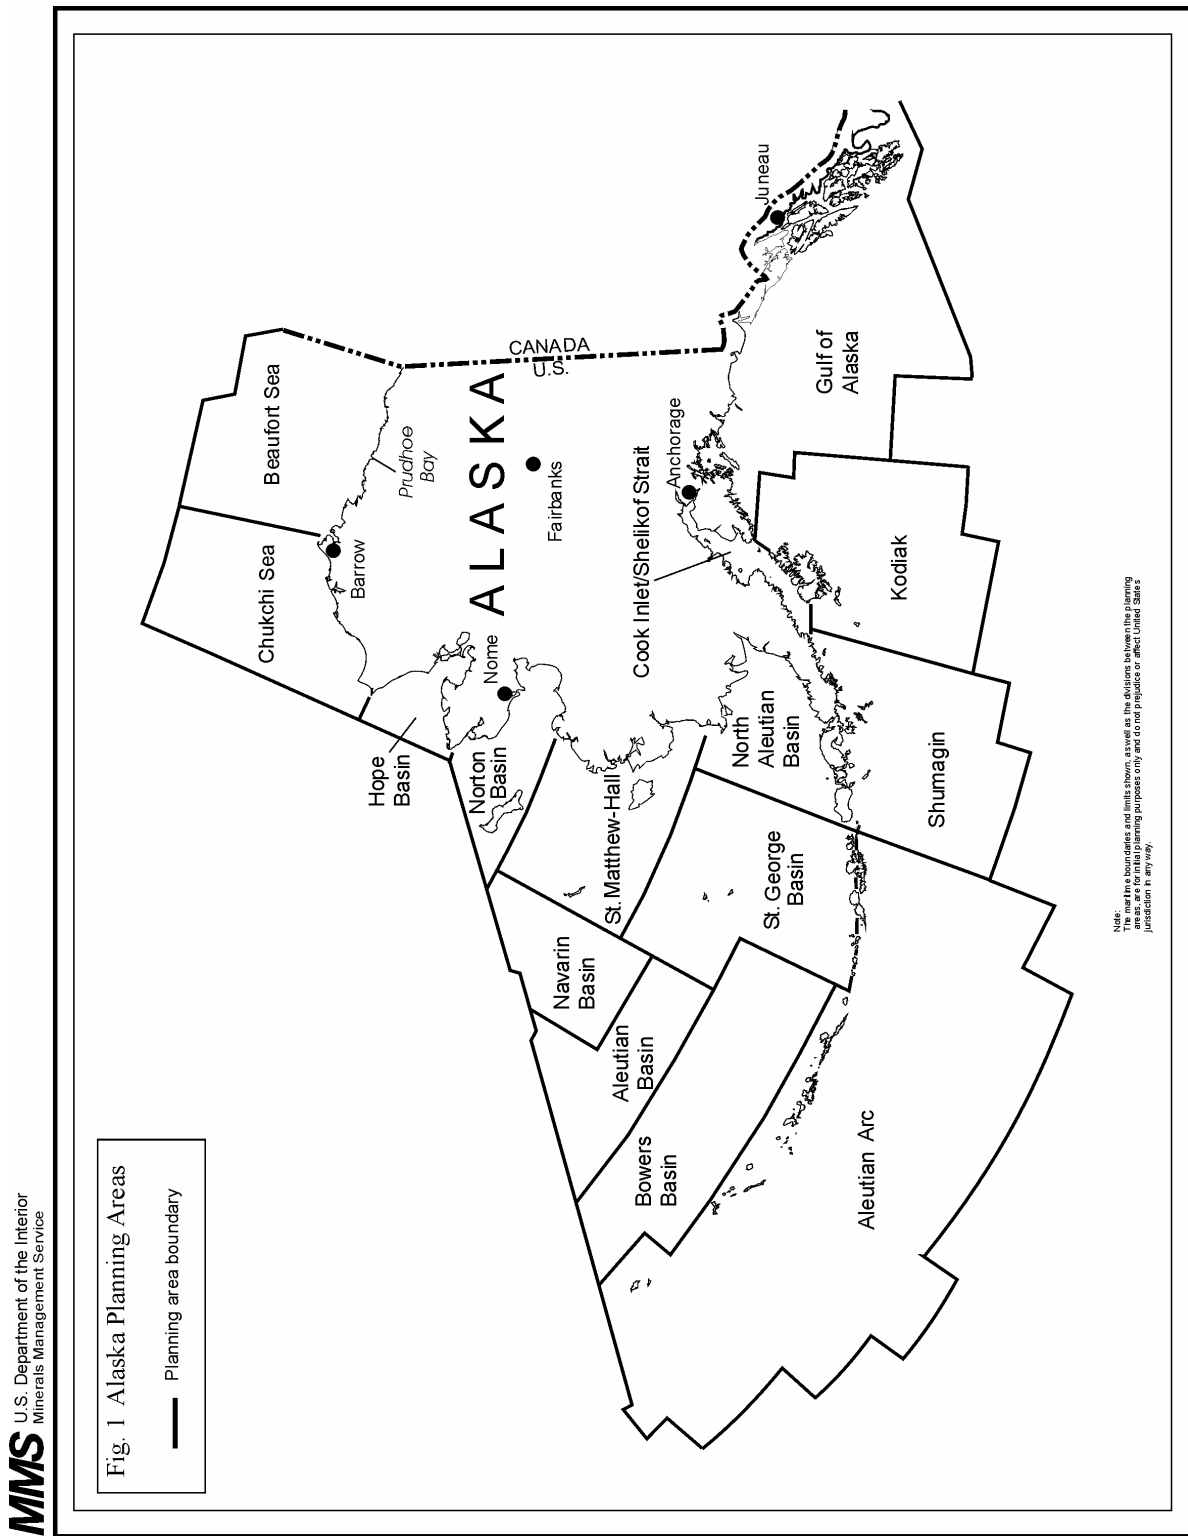 MMS
U.S. Department of the Interior
Minerals Management Service
Fig. 1 Alaska Planning Areas
Planning area boundary
Beaufort Sea
Chukchi Sea
Prudhoe
Bay
Barrow
CANADA
U.S.
ALASKA
Fairbanks
Nome
Hope
Basin
Norton
Basin
Juneau
Anchorage
Cook Inlet/Shelikof Strait
Gulf of
Alaska
Kodiak
St. Matthew-Hall
North
Aleutian
Basin
Shumagin
St. George
Basin
Navarin
Basin
Aleutian
Basin
Bowers
Basin
Aleutian Arc
Note:
The maritime boundaries and limits shown, as well as the divisions between the planning
areas, are for initial planning purposes only and do not prejudice or affect United States
jurisdiction in any way.